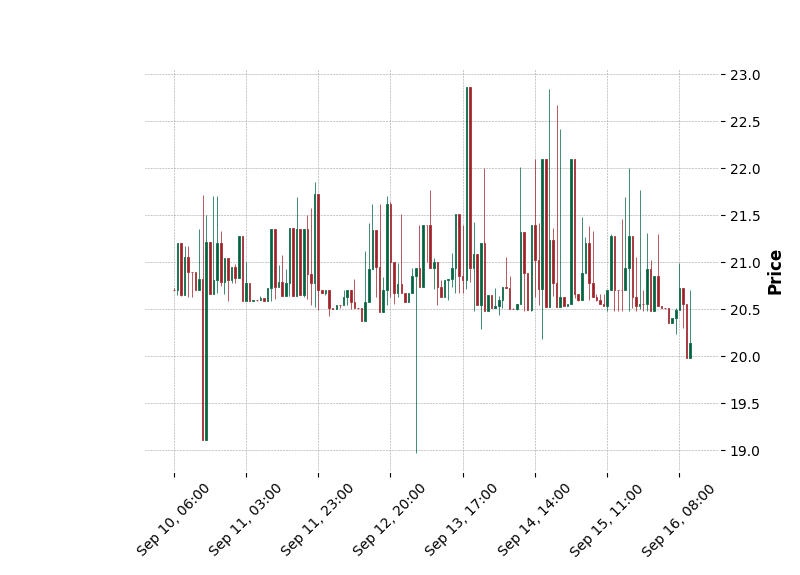 23.0
22.5
22.0
21.5
21.0
20.5
20.0
19.5
19.0
Price
Sep 10, 06:00
Sep 11, 03:00
Sep 11, 23:00
Sep 12, 20:00
Sep 13, 17:00
Sep 14, 14:00
Sep 15, 11:00
Sep 16, 08:00